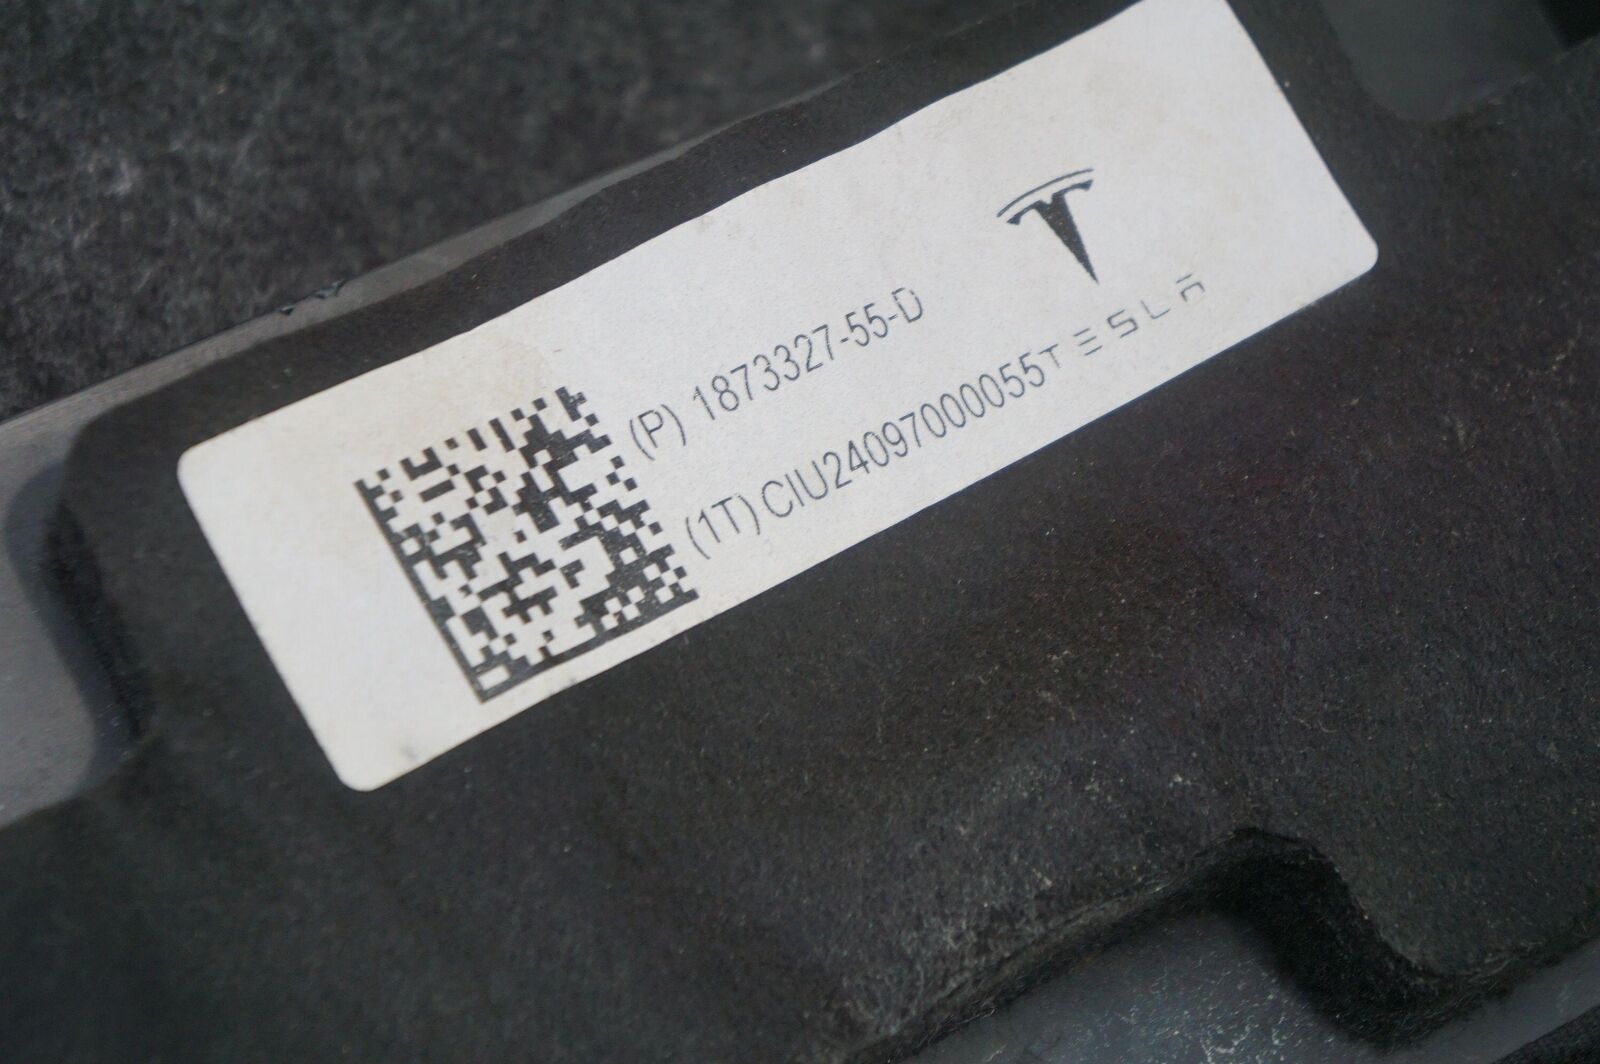 (P) 1873327-55-D
(1T) CIU24097000055
TESLA